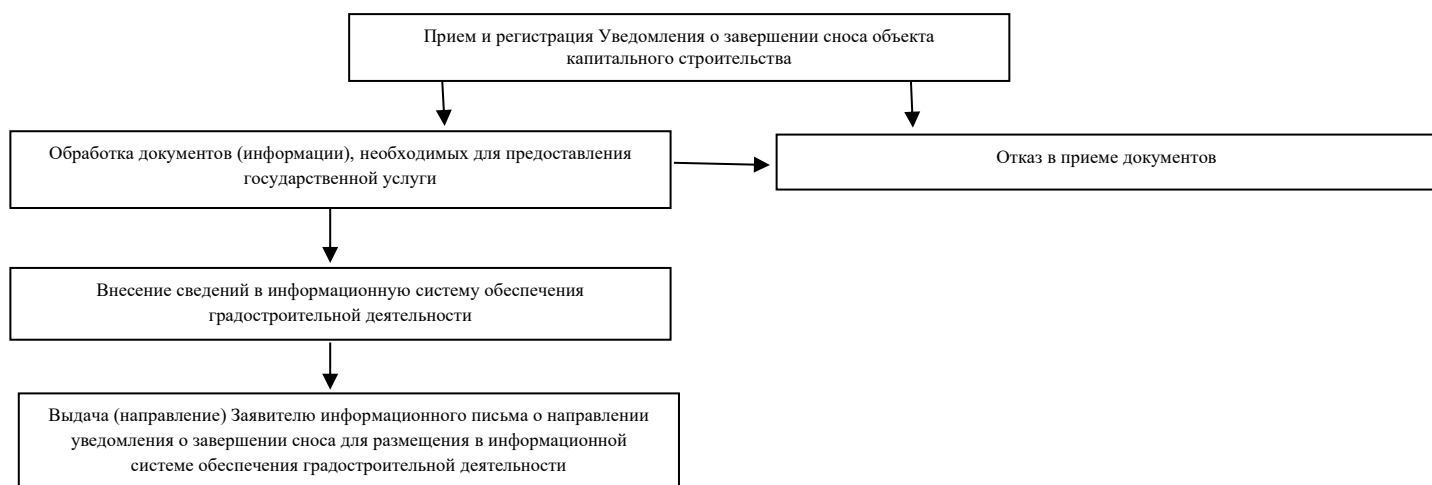 Прием и регистрация Уведомления о завершении сноса объекта
капитального строительства
Обработка документов (информации), необходимых для предоставления
государственной услуги
Отказ в приеме документов
Внесение сведений в информационную систему обеспечения
градостроительной деятельности
Выдача (направление) Заявителю информационного письма о направлении
уведомления о завершении сноса для размещения в информационной
системе обеспечения градостроительной деятельности